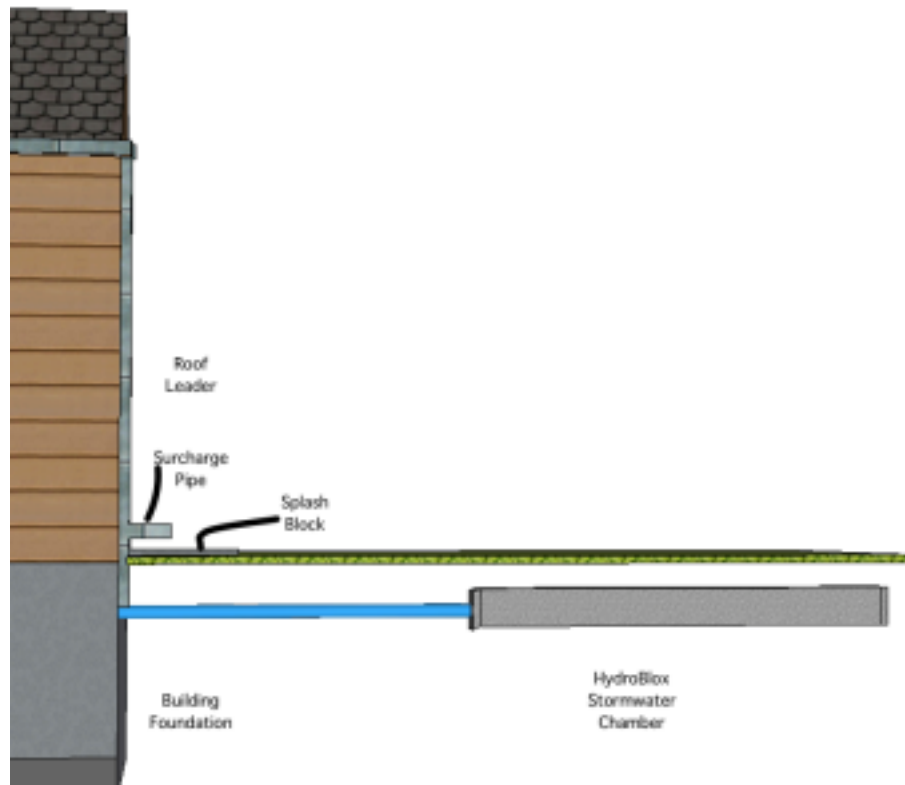 Roof
Leader
Surcharge
Pipe
Splash
Block
Building
Foundation
HydroBlox
Stormwater
Chamber